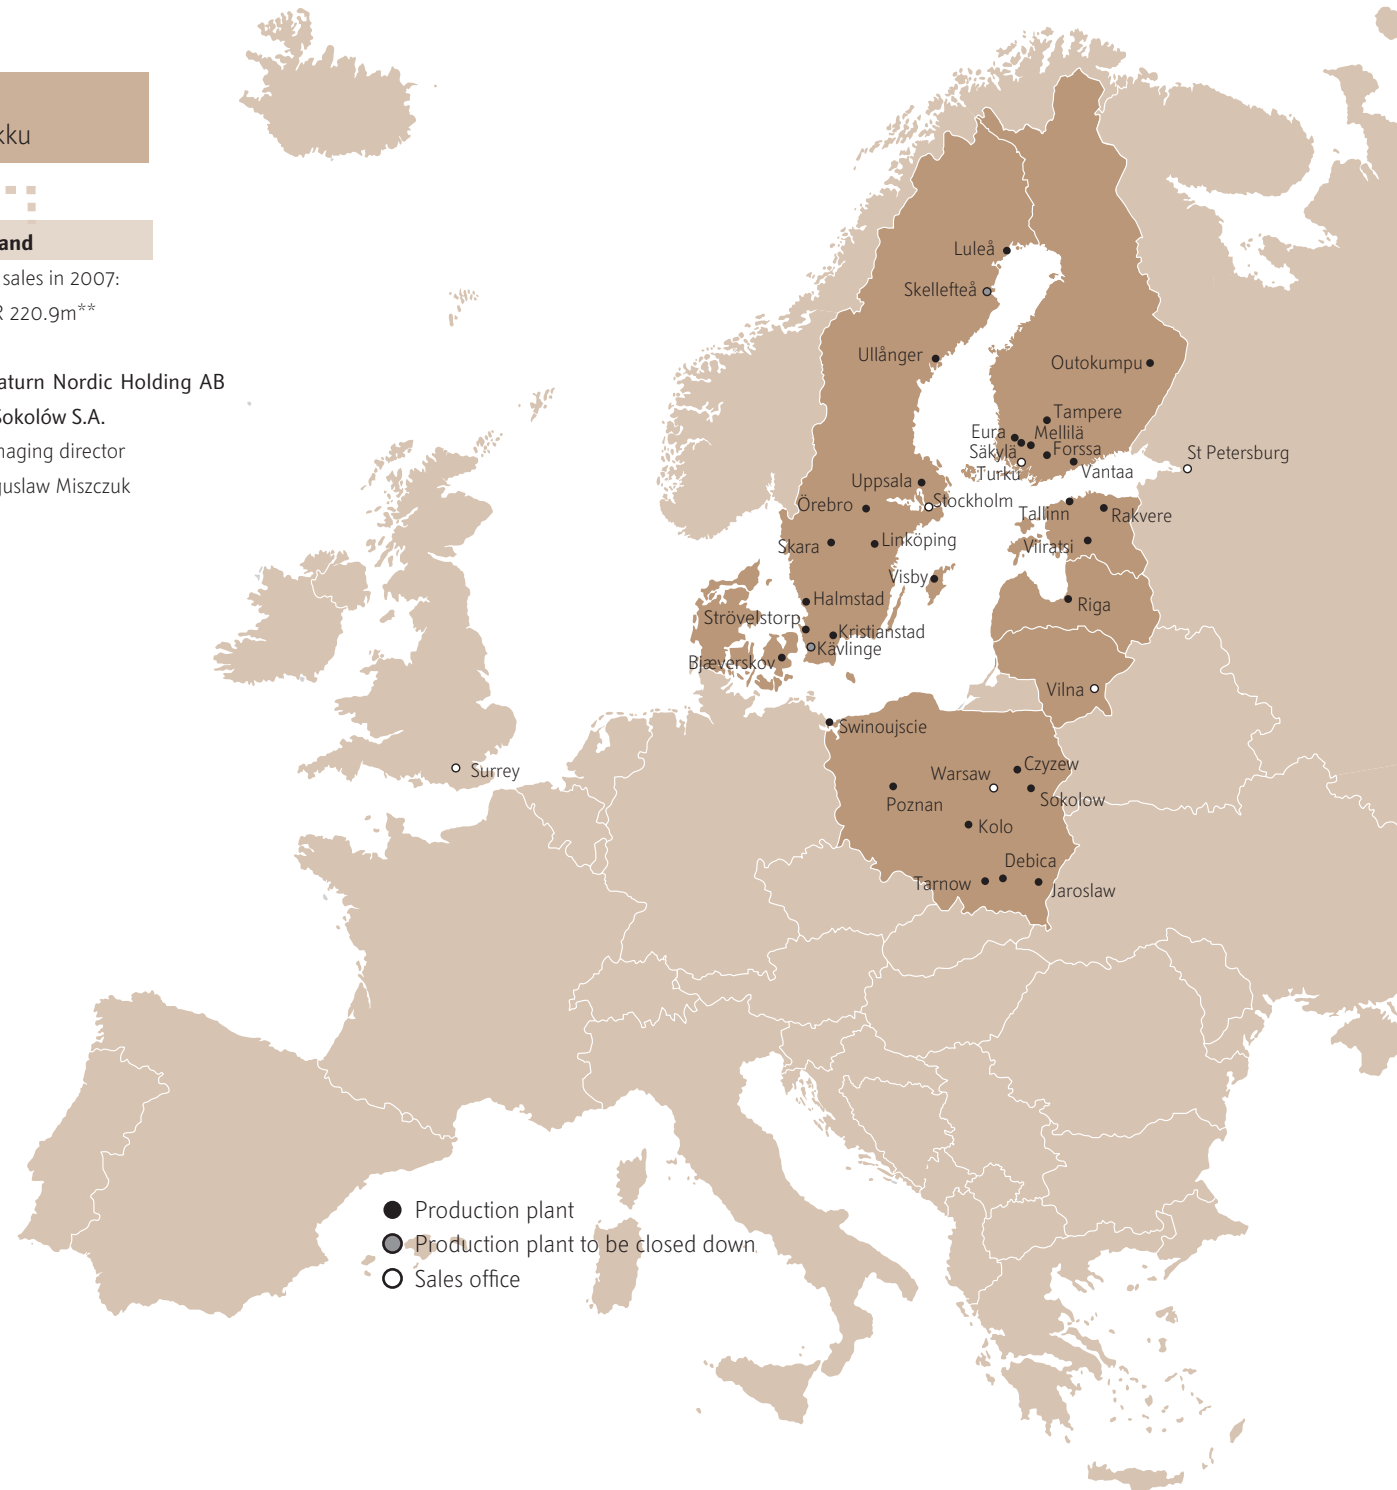 kku
and
sales in 2007:
R 220.9m**
aturn Nordic Holding AB
Sokolów S.A.
naging director
guslaw Miszczuk
Luleå
Skellefteå
Ullånger
Outokumpu
Tampere
Eura
Mellilä
Säkylä
Forssa
Turku
Vantaa
St Petersburg
Uppsala
Örebro
Stockholm
Tallinn
Rakvere
Skara
Linköping
Viiratsi
Visby
Halmstad
Riga
Strövelstorp
Kristianstad
Kävlinge
Bjæverskov
Vilna
Swinoujscie
Surrey
Warsaw
Czyzew
Poznan
Sokolow
Kolo
Debica
Tarnow
Jaroslaw
Production plant
Production plant to be closed down
Sales office